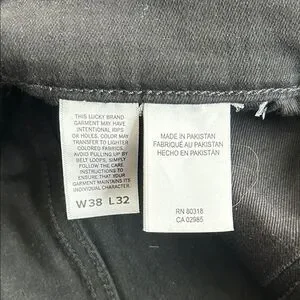 THIS LUCKY BRAND
GARMENT MAY HAVE
INTENTIONAL RIPS
OR HOLES. COLOR MAY
TRANSFER TO LIGHTER
COLORED FABRICS.
AVOID PULLING UP BY
BELT LOOPS, SIMPLY
FOLLOW THE CARE
INSTRUCTIONS TO
ENSURE THAT YOUR
GARMENT MAINTAINS ITS
INDIVIDUAL CHARACTER.
W38 L32
MADE IN PAKISTAN
FABRIQUÉ AU PAKISTAN
HECHO EN PAKISTÁN
RN 80318
CA 02985